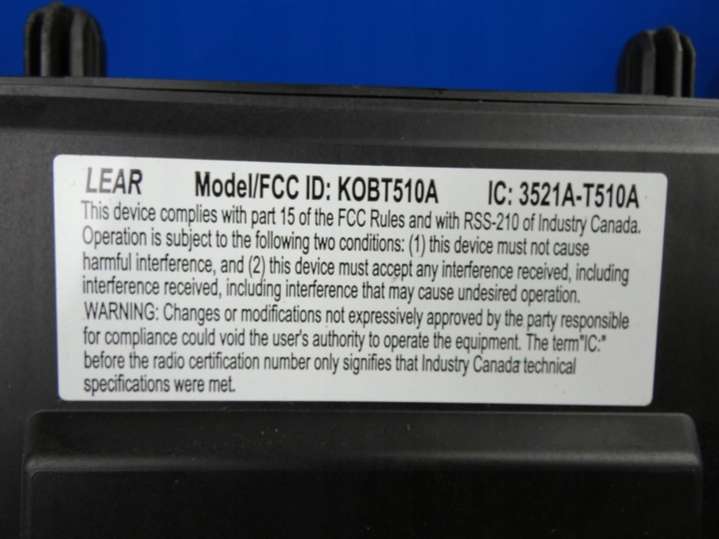 LEAR Model/FCC ID: KOBT510A IC: 3521A-T510A
This device complies with part 15 of the FCC Rules and with RSS-210 of Industry Canada.
Operation is subject to the following two conditions: (1) this device must not cause
harmful interference, and (2) this device must accept any interference received, including
interference received, including interference that may cause undesired operation.
WARNING: Changes or modifications not expressively approved by the party responsible
for compliance could void the user's authority to operate the equipment. The term"IC:"
before the radio certification number only signifies that Industry Canada technical
specifications were met.